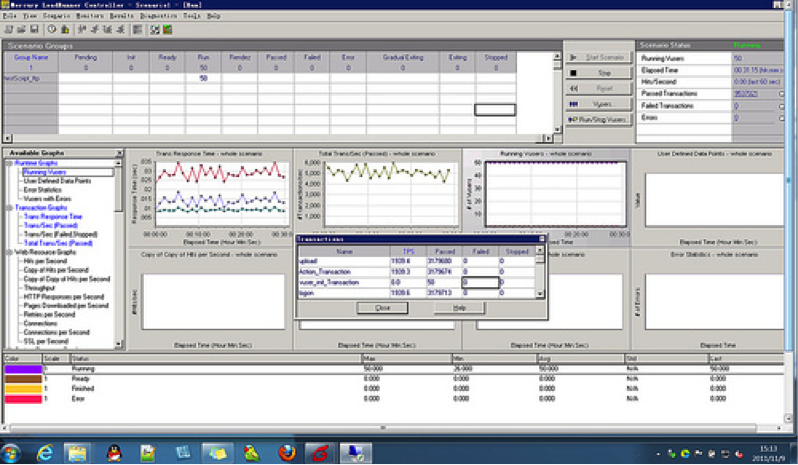 Mercury LoadRunner Controller - Scenario1 - [Run]
File View Scenario Monitors Results Diagnostics Tools Help
Scenario Groups
Group Name Pending Init Ready Run Rendez Passed Failed Error Gradual Exiting Exiting Stopped
1 0 0 0 50 0 0 0 0 0 0 0
50
Start Scenario
Stop
Reset
Vusers...
Run/Stop Vusers...
Scenario Status Running
Running Vusers 50
Elapsed Time 00:31:15 (hh:mm:ss)
Hits/Second 0.00 (last 60 sec)
Passed Transactions
Failed Transactions 0
Errors 0
Available Graphs
Runtime Graphs
Running Vusers
User Defined Data Points
Error Statistics
Vusers with Errors
Transaction Graphs
Trans Response Time
Trans/Sec (Passed)
Trans/Sec (Failed,Stopped)
Total Trans/Sec (Passed)
Web Resource Graphs
Hits per Second
Copy of Hits per Second
Copy of Copy of Hits per Second
Throughput
HTTP Responses per Second
Pages Downloaded per Second
Retries per Second
Connections
Connections per Second
SSL per Second
Trans Response Time - whole scenario
Response Time (sec)
.035
.03
.025
.02
.015
.01
.005
00:00:00 00:10:00 00:20:00 00:30:0
Elapsed Time (Hour:Min:Sec)
Total Trans/Sec (Passed) - whole scenario
#Transactions/sec
6,000
5,000
4,000
3,000
2,000
1,000
Running Vusers - whole scenario
# of Vusers
50
40
30
20
10
00:20:00 00:30:0
User Defined Data Points - whole scenario
Value
Elapsed Time
Copy of Copy of Hits per Second - whole scenario
#Hits/sec
Elapsed Time (Hour:Min:Sec)
Transactions
Name TPS Passed Failed Stopped
upload 1939.4 3179680 0 0
Action_Transaction 1939.3 3179674 0 0
vuser_init_Transaction 0.0 50 0 0
logon 1939.6 3179713 0 0
Close Help
Elapsed Time (Hour:Min:Sec)
Elapsed Time (Hour:Min:Sec)
Error Statistics - whole scenario
# of Errors
Elapsed Time
Color Scale Status Max Min Avg Std Last
1 Running 50.000 26.000 50.000 N/A 50.000
1 Ready 0.000 0.000 0.000 N/A 0.000
1 Finished 0.000 0.000 0.000 N/A 0.000
1 Error 0.000 0.000 0.000 N/A 0.000
15:13
2011/11/9